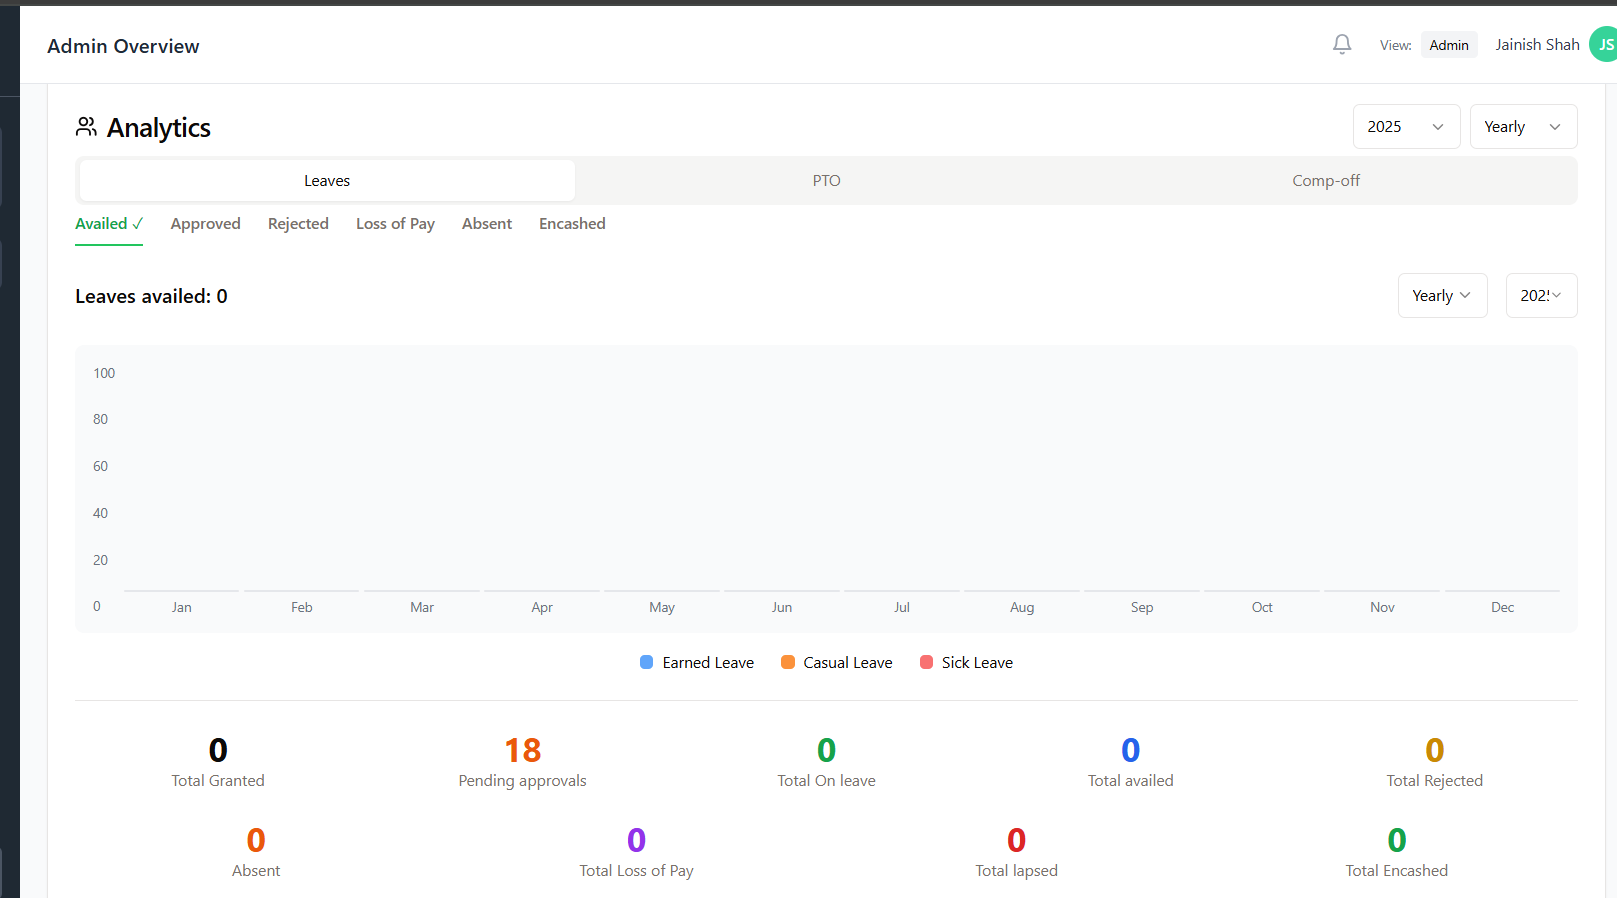 Admin Overview
View: Admin Jainish Shah JS
Analytics
2025 Yearly
Leaves PTO Comp-off
Availed ✓ Approved Rejected Loss of Pay Absent Encashed
Leaves availed: 0
Yearly 2025
100
80
60
40
20
0
Jan Feb Mar Apr May Jun Jul Aug Sep Oct Nov Dec
Earned Leave Casual Leave Sick Leave
0 18 0 0 0
Total Granted Pending approvals Total On leave Total availed Total Rejected
0 0 0 0
Absent Total Loss of Pay Total lapsed Total Encashed